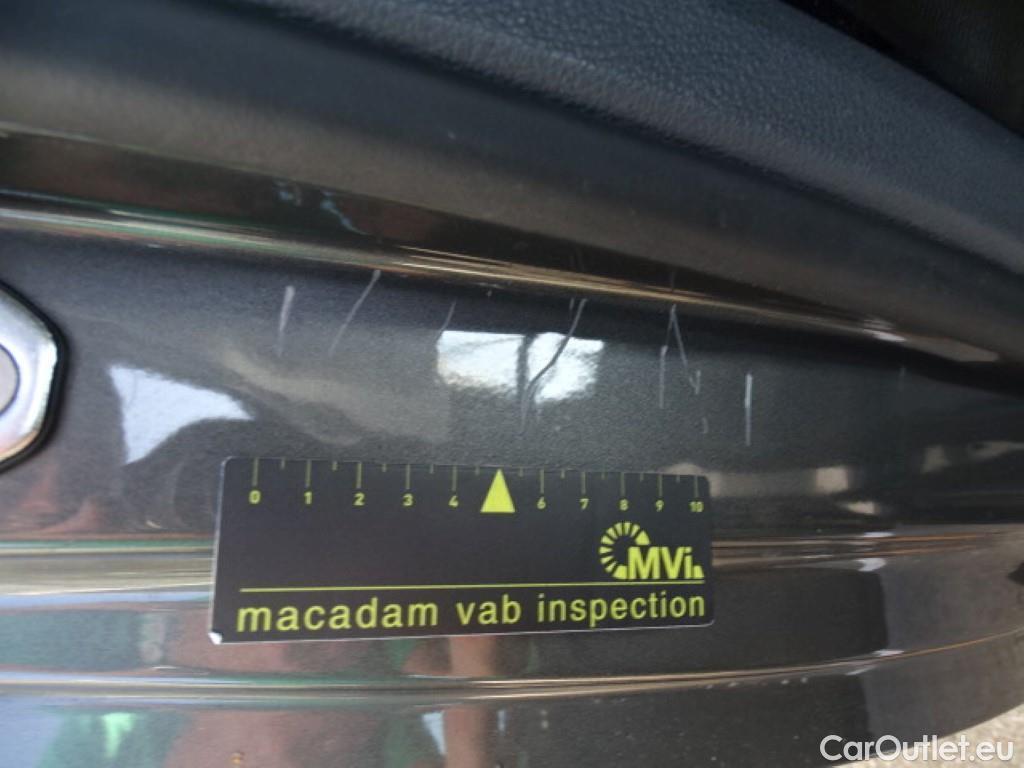 0 1 2 3 4 6 7 8 9 10
MVi
macadam vab inspection
CarOutlet.eu